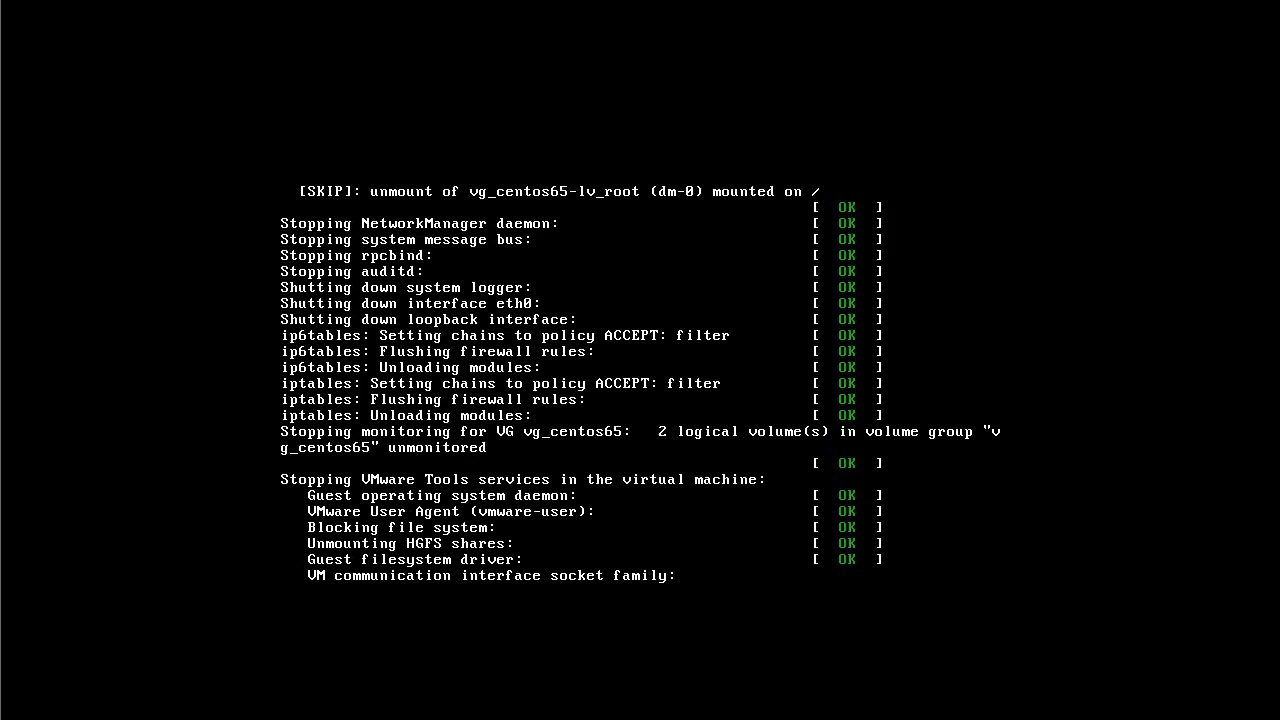 [SKIP]: unmount of vg_centos65-lv_root (dm-0) mounted on /
[  OK  ]
Stopping NetworkManager daemon: [  OK  ]
Stopping system message bus: [  OK  ]
Stopping rpcbind: [  OK  ]
Stopping auditd: [  OK  ]
Shutting down system logger: [  OK  ]
Shutting down interface eth0: [  OK  ]
Shutting down loopback interface: [  OK  ]
ip6tables: Setting chains to policy ACCEPT: filter [  OK  ]
ip6tables: Flushing firewall rules: [  OK  ]
ip6tables: Unloading modules: [  OK  ]
iptables: Setting chains to policy ACCEPT: filter [  OK  ]
iptables: Flushing firewall rules: [  OK  ]
iptables: Unloading modules: [  OK  ]
Stopping monitoring for VG vg_centos65:   2 logical volume(s) in volume group "v
g_centos65" unmonitored
[  OK  ]
Stopping VMware Tools services in the virtual machine:
Guest operating system daemon: [  OK  ]
VMware User Agent (vmware-user): [  OK  ]
Blocking file system: [  OK  ]
Unmounting HGFS shares: [  OK  ]
Guest filesystem driver: [  OK  ]
VM communication interface socket family: